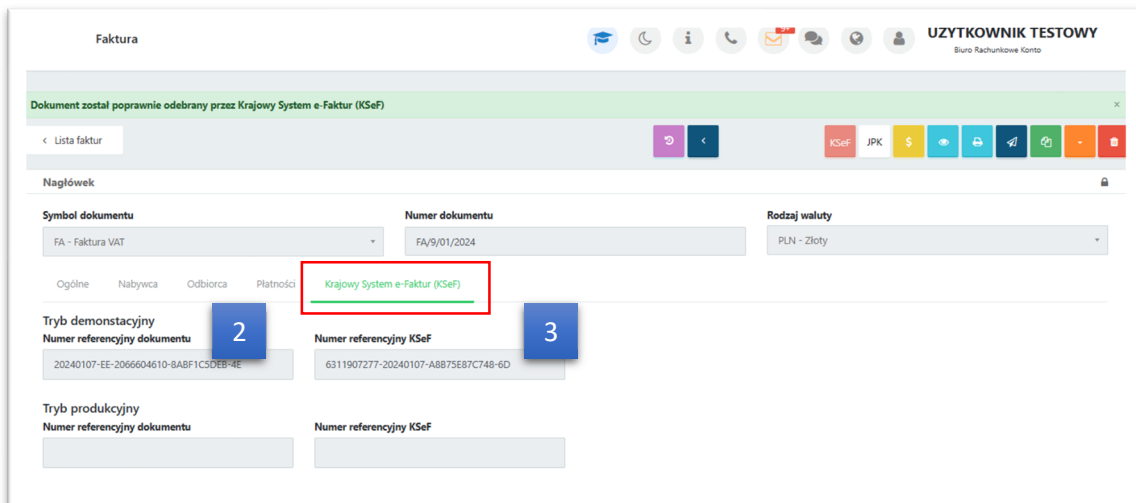 Faktura
9+
UZYTKOWNIK TESTOWY
Biuro Rachunkowe Konto
Dokument został poprawnie odebrany przez Krajowy System e-Faktur (KSeF)
×
< Lista faktur
KSeF JPK $
Nagłówek
Symbol dokumentu Numer dokumentu Rodzaj waluty
FA - Faktura VAT FA/9/01/2024 PLN - Złoty
Ogólne Nabywca Odbiorca Płatności Krajowy System e-Faktur (KSeF)
Tryb demonstacyjny
2 3
Numer referencyjny dokumentu Numer referencyjny KSeF
20240107-EE-2066604610-8ABF1C5DEB-4E 6311907277-20240107-A8B75E87C748-6D
Tryb produkcyjny
Numer referencyjny dokumentu Numer referencyjny KSeF